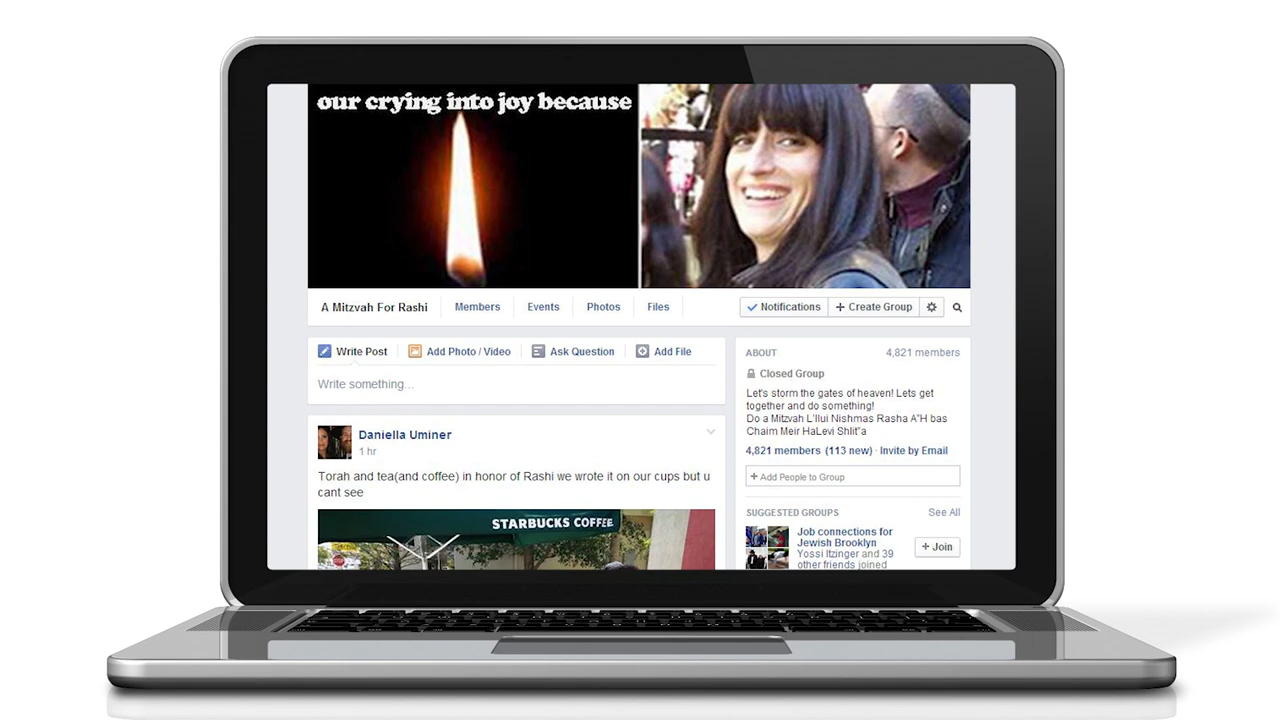 our crying into joy because
A Mitzvah For Rashi
Members
Events
Photos
Files
Notifications
Create Group
Write Post
Add Photo / Video
Ask Question
Add File
Write something...
ABOUT
4,821 members
Closed Group
Let's storm the gates of heaven! Lets get
together and do something!
Do a Mitzvah L'Ilui Nishmas Rasha A"H bas
Chaim Meir HaLevi Shlit"a
4,821 members (113 new) · Invite by Email
+ Add People to Group
Daniella Uminer
1 hr
Torah and tea(and coffee) in honor of Rashi we wrote it on our cups but u
cant see
STARBUCKS COFFEE
SUGGESTED GROUPS
See All
Job connections for
Jewish Brooklyn
Yossi Itzinger and 39
other friends joined
+ Join